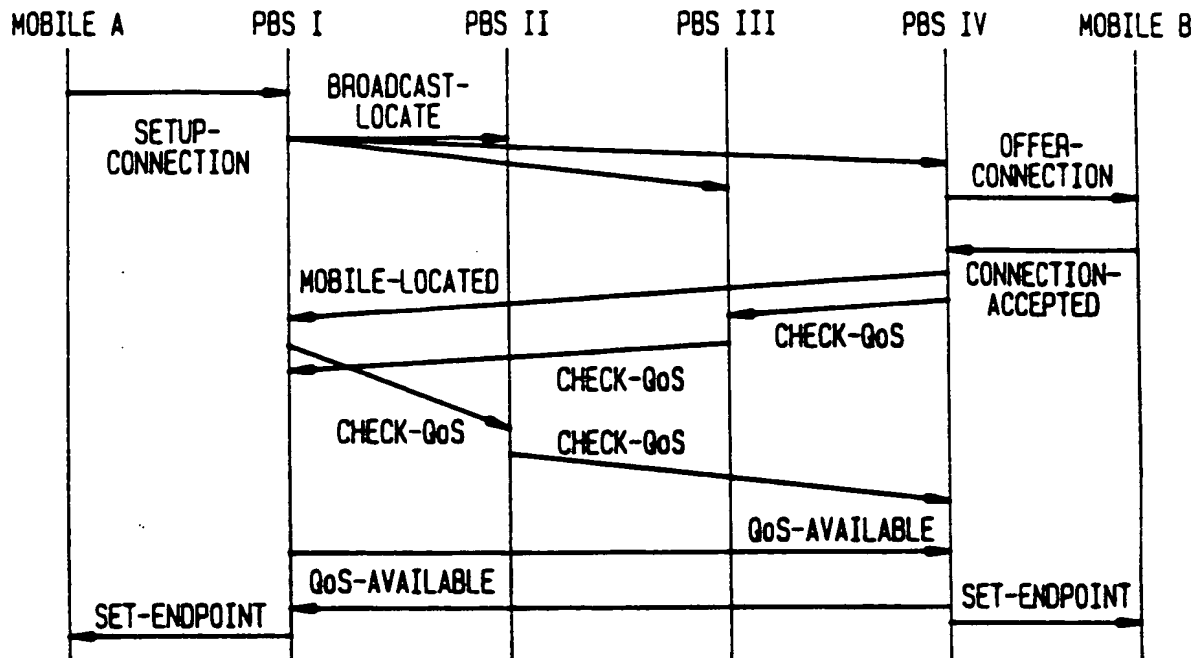 MOBILE A PBS I PBS II PBS III PBS IV MOBILE B
BROADCAST-
LOCATE
SETUP-
CONNECTION
OFFER-
CONNECTION
MOBILE-LOCATED
CONNECTION-
ACCEPTED
CHECK-QoS
CHECK-QoS
CHECK-QoS
CHECK-QoS
QoS-AVAILABLE
QoS-AVAILABLE
SET-ENDPOINT
SET-ENDPOINT